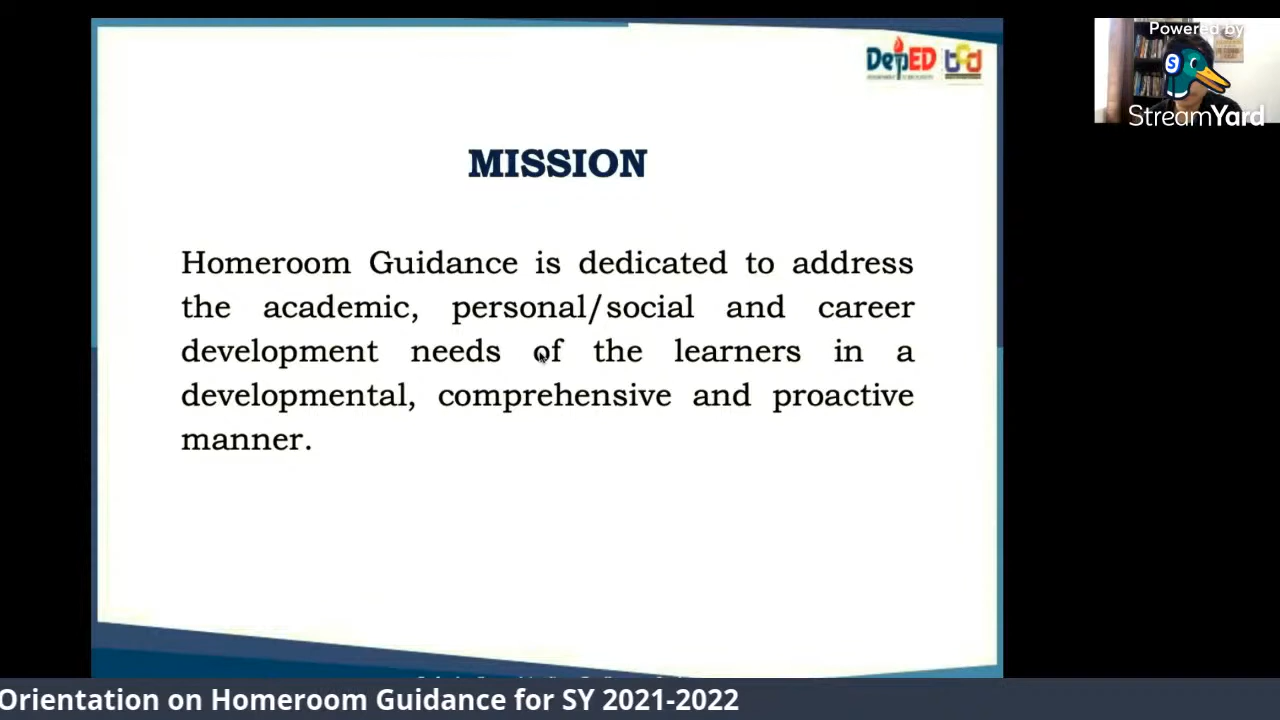 Powered by
StreamYard
DepED
MISSION
Homeroom Guidance is dedicated to address
the academic, personal/social and career
development needs of the learners in a
developmental, comprehensive and proactive
manner.
Orientation on Homeroom Guidance for SY 2021-2022